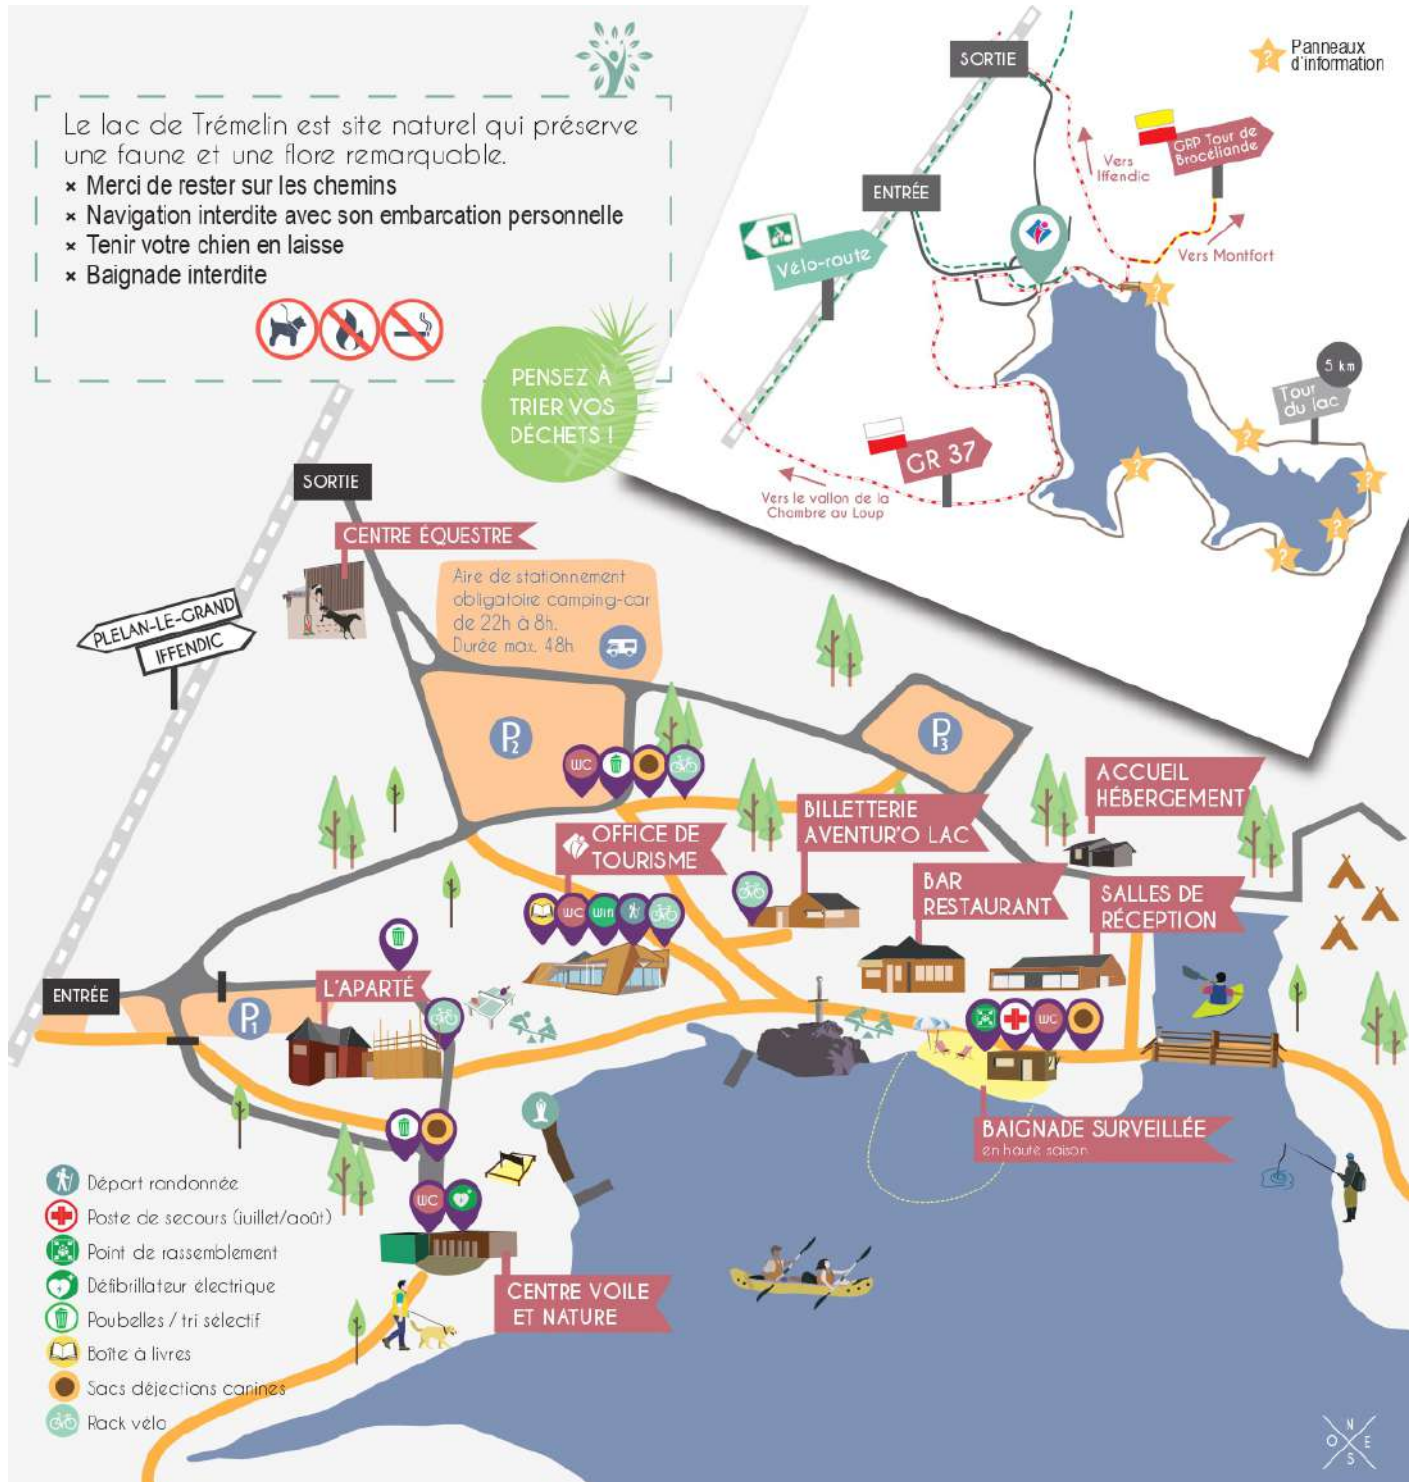 Le lac de Trémelin est site naturel qui préserve
une faune et une flore remarquable.
× Merci de rester sur les chemins
× Navigation interdite avec son embarcation personnelle
× Tenir votre chien en laisse
× Baignade interdite
PENSEZ À
TRIER VOS
DÉCHETS !
SORTIE
ENTRÉE
Panneaux
d'information
Vers
Iffendic
GRP Tour de
Brocéliande
Vers Montfort
Vélo-route
5 km
Tour
du lac
GR 37
Vers le vallon de la
Chambre au Loup
SORTIE
CENTRE ÉQUESTRE
Aire de stationnement
obligatoire camping-car
de 22h à 8h.
Durée max. 48h
PLELAN-LE-GRAND
IFFENDIC
P2
P3
WC
ACCUEIL
HÉBERGEMENT
BILLETTERIE
AVENTUR'O LAC
OFFICE DE
TOURISME
BAR
RESTAURANT
SALLES DE
RÉCEPTION
WC
WiFi
ENTRÉE
L'APARTÉ
P1
WC
BAIGNADE SURVEILLÉE
en haute saison
WC
CENTRE VOILE
ET NATURE
Départ randonnée
Poste de secours (juillet/août)
Point de rassemblement
Défibrillateur électrique
Poubelles / tri sélectif
Boîte à livres
Sacs déjections canines
Rack vélo
N
O E
S